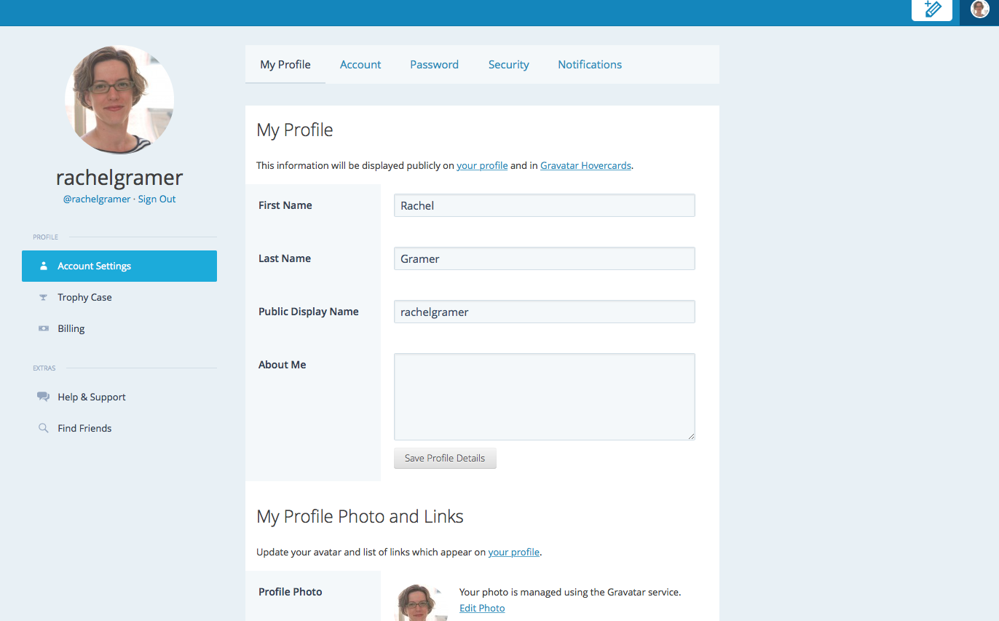 rachelgramer
@rachelgramer · Sign Out
PROFILE
Account Settings
Trophy Case
Billing
EXTRAS
Help & Support
Find Friends
My Profile Account Password Security Notifications
My Profile
This information will be displayed publicly on your profile and in Gravatar Hovercards.
First Name Rachel
Last Name Gramer
Public Display Name rachelgramer
About Me
Save Profile Details
My Profile Photo and Links
Update your avatar and list of links which appear on your profile.
Profile Photo Your photo is managed using the Gravatar service.
Edit Photo